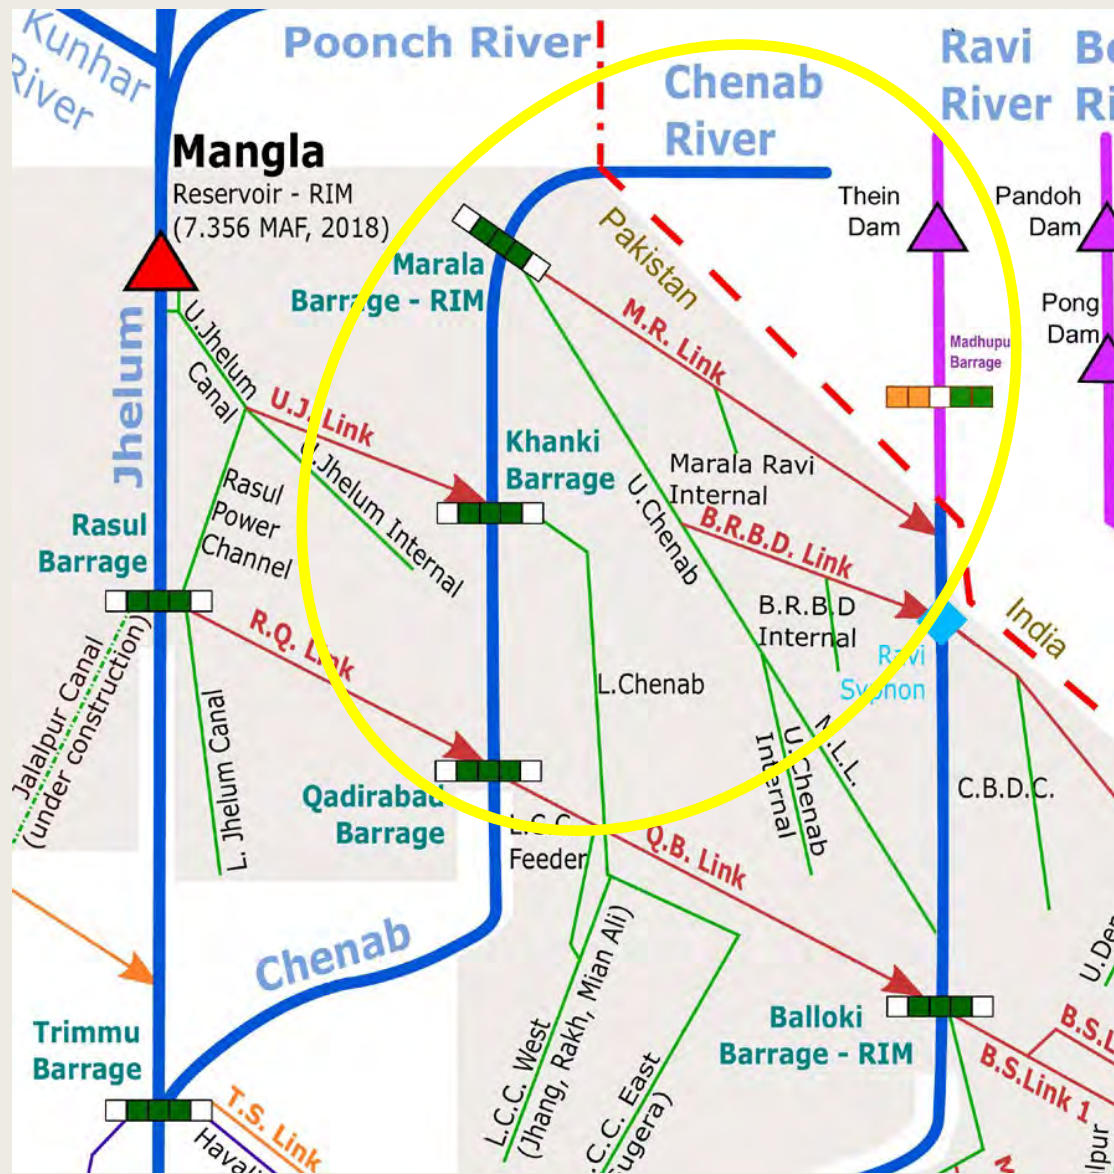 Kunhar
River
Poonch River
Chenab
River
Ravi
River
Mangla
Reservoir - RIM
(7.356 MAF, 2018)
Thein
Dam
Pandoh
Dam
Pakistan
Marala
Barrage - RIM
M.R. Link
Pong
Dam
Madhupu
Barrage
Jhelum
U.Jhelum
Canal
U.J. Link
U.Jhelum Internal
Khanki
Barrage
Marala Ravi
Internal
U.Chenab
B.R.B.D. Link
Rasul
Power
Channel
Rasul
Barrage
B.R.B.D
Internal
India
Ravi
Syphon
R.Q. Link
L.Chenab
Jalalpur Canal
(under construction)
L. Jhelum Canal
M.L.L.
U.Chenab
Internal
C.B.D.C.
Qadirabad
Barrage
L.C.C
Feeder
Q.B. Link
Chenab
L.C.C. West
(Jhang, Rakh, Mian Ali)
Trimmu
Barrage
Balloki
Barrage - RIM
B.S.Link 1
T.S. Link